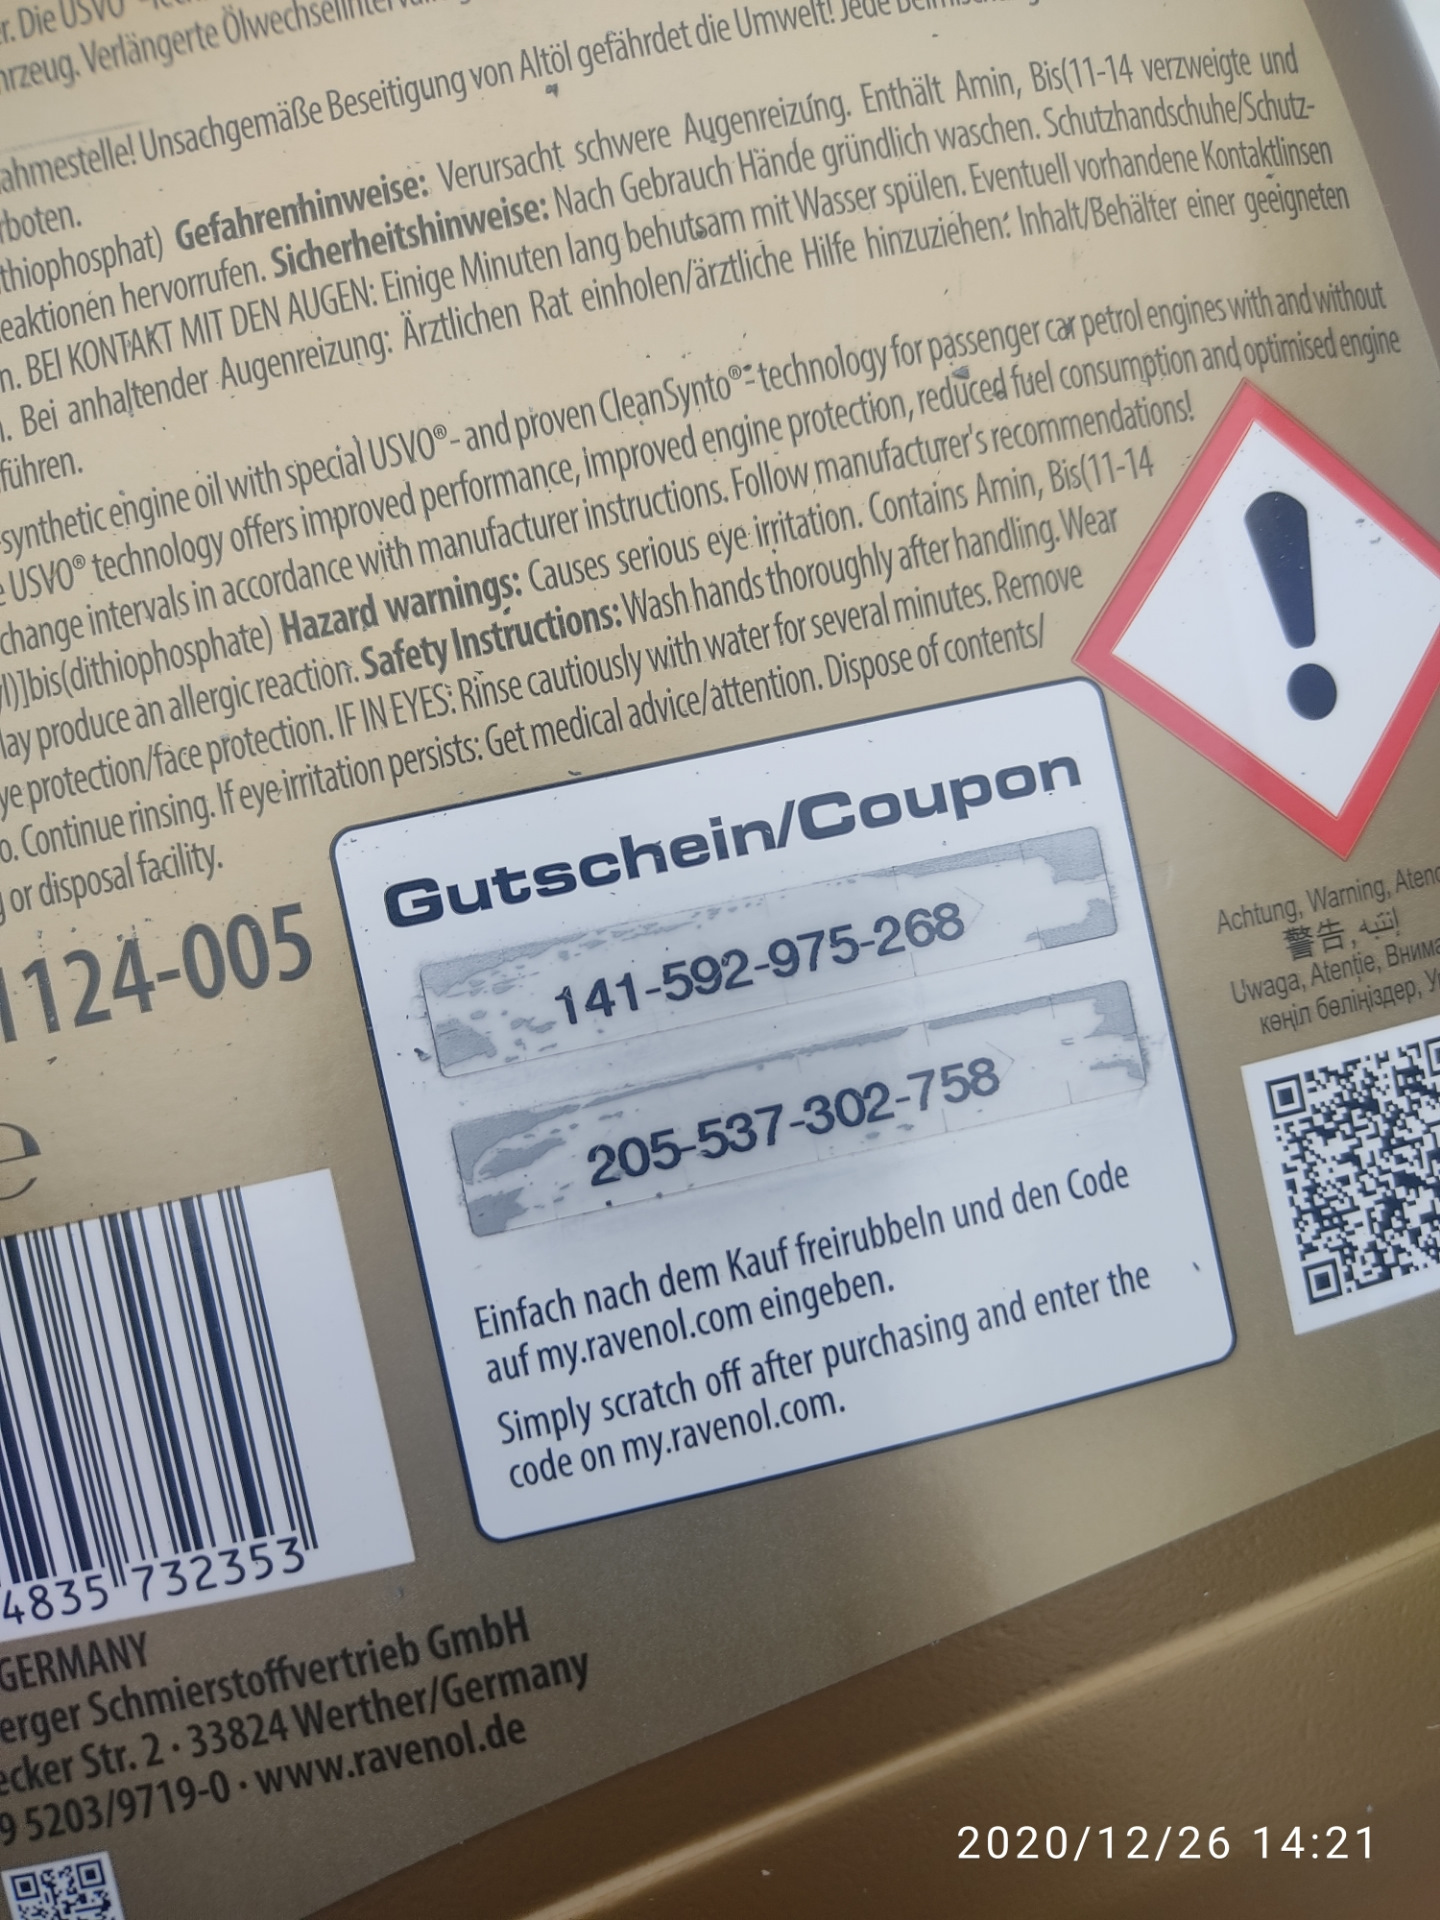 r. Die USVO®
hrzeug. Verlängerte Ölwechselinterval
ahmestelle! Unsachgemäße Beseitigung von Altöl gefährdet die Umwelt! Jede
rboten.
thiophosphat) Gefahrenhinweise: Verursacht schwere Augenreizung. Enthält Amin, Bis(11-14 verzweigte und
eaktionen hervorrufen. Sicherheitshinweise: Nach Gebrauch Hände gründlich waschen. Schutzhandschuhe/Schutz-
n. BEI KONTAKT MIT DEN AUGEN: Einige Minuten lang behutsam mit Wasser spülen. Eventuell vorhandene Kontaktlinsen
. Bei anhaltender Augenreizung: Ärztlichen Rat einholen/ärztliche Hilfe hinzuziehen. Inhalt/Behälter einer geeigneten
führen.
-synthetic engine oil with special USVO®- and proven CleanSynto®- technology for passenger car petrol engines with and without
e USVO® technology offers improved performance, improved engine protection, reduced fuel consumption and optimised engine
change intervals in accordance with manufacturer instructions. Follow manufacturer's recommendations!
yl)]bis(dithiophosphate) Hazard warnings: Causes serious eye irritation. Contains Amin, Bis(11-14
lay produce an allergic reaction. Safety Instructions: Wash hands thoroughly after handling. Wear
ye protection/face protection. IF IN EYES: Rinse cautiously with water for several minutes. Remove
o. Continue rinsing. If eye irritation persists: Get medical advice/attention. Dispose of contents/
g or disposal facility.
1124-005
e
Gutschein/Coupon
141-592-975-268
205-537-302-758
Einfach nach dem Kauf freirubbeln und den Code
auf my.ravenol.com eingeben.
Simply scratch off after purchasing and enter the
code on my.ravenol.com.
Achtung, Warning, Atenc
警告, إنتبه
Uwaga, Atenţie, Внима
көңіл бөліңіздер, У
4835 732353
GERMANY
erger Schmierstoffvertrieb GmbH
ecker Str. 2 · 33824 Werther/Germany
9 5203/9719-0 · www.ravenol.de
2020/12/26 14:21